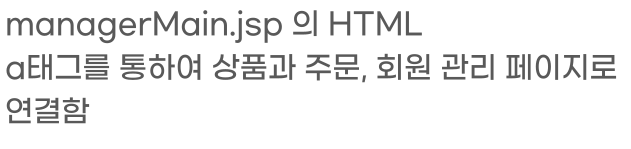 managerMain.jsp 의 HTML
a태그를 통하여 상품과 주문, 회원 관리 페이지로
연결함